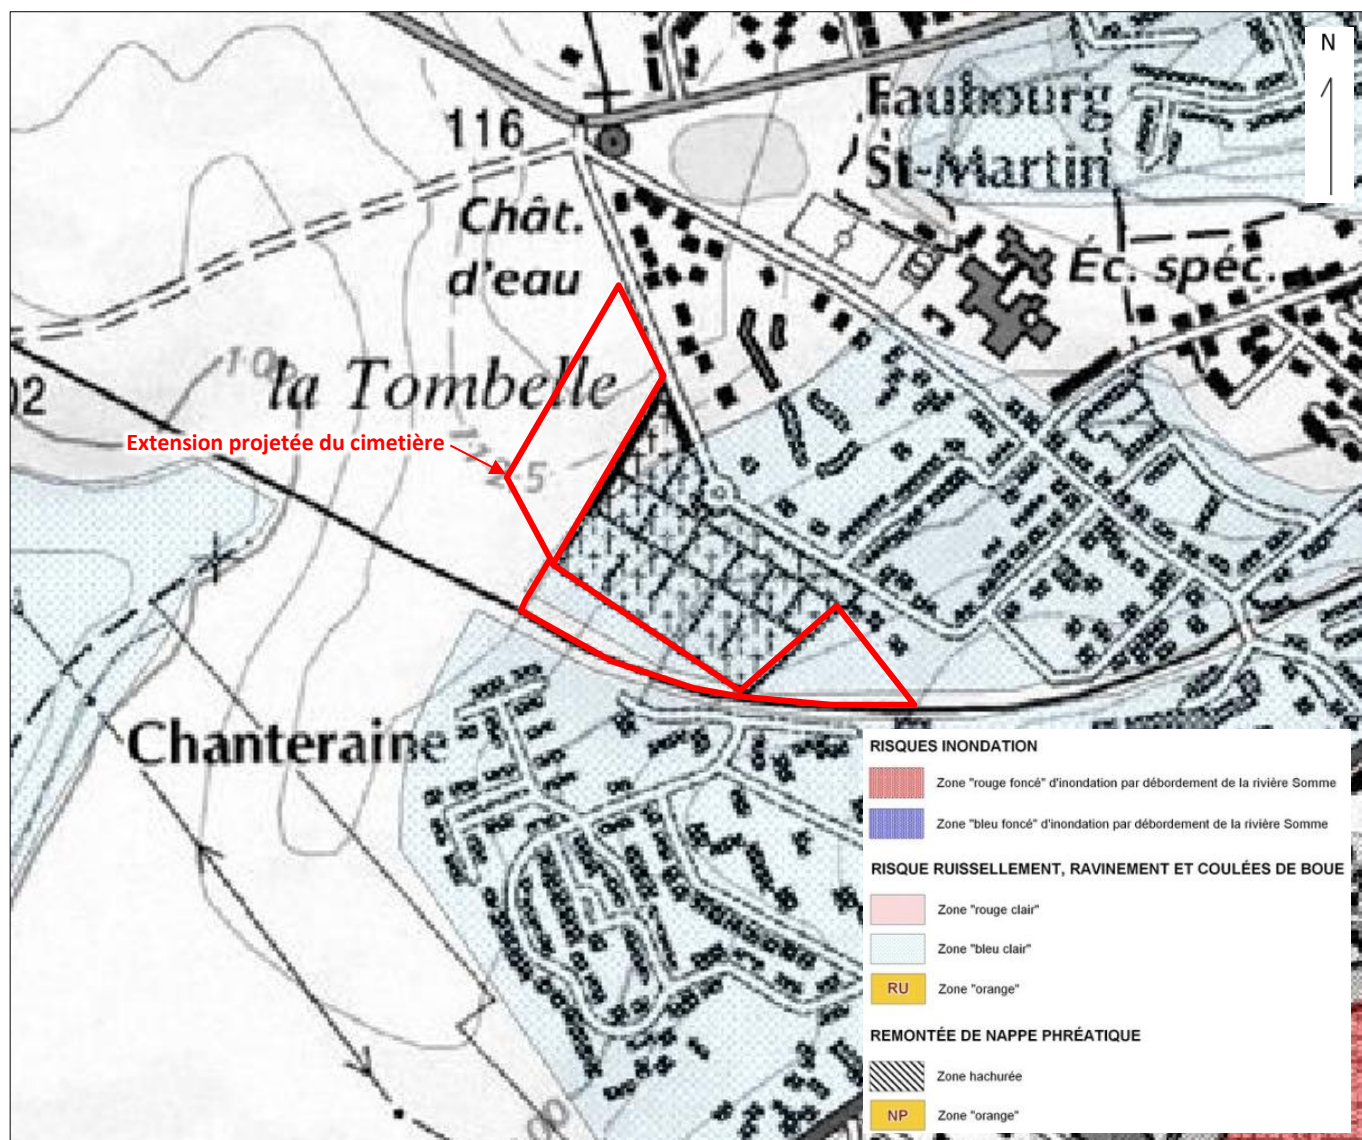 N
Faubourg
St-Martin
116
Chât.
d'eau
Éc. spéc.
10
la Tombelle
02
Extension projetée du cimetière
125
Chanteraine
RISQUES INONDATION
Zone "rouge foncé" d'inondation par débordement de la rivière Somme
Zone "bleu foncé" d'inondation par débordement de la rivière Somme
RISQUE RUISSELLEMENT, RAVINEMENT ET COULÉES DE BOUE
Zone "rouge clair"
Zone "bleu clair"
RU Zone "orange"
REMONTÉE DE NAPPE PHRÉATIQUE
Zone hachurée
NP Zone "orange"